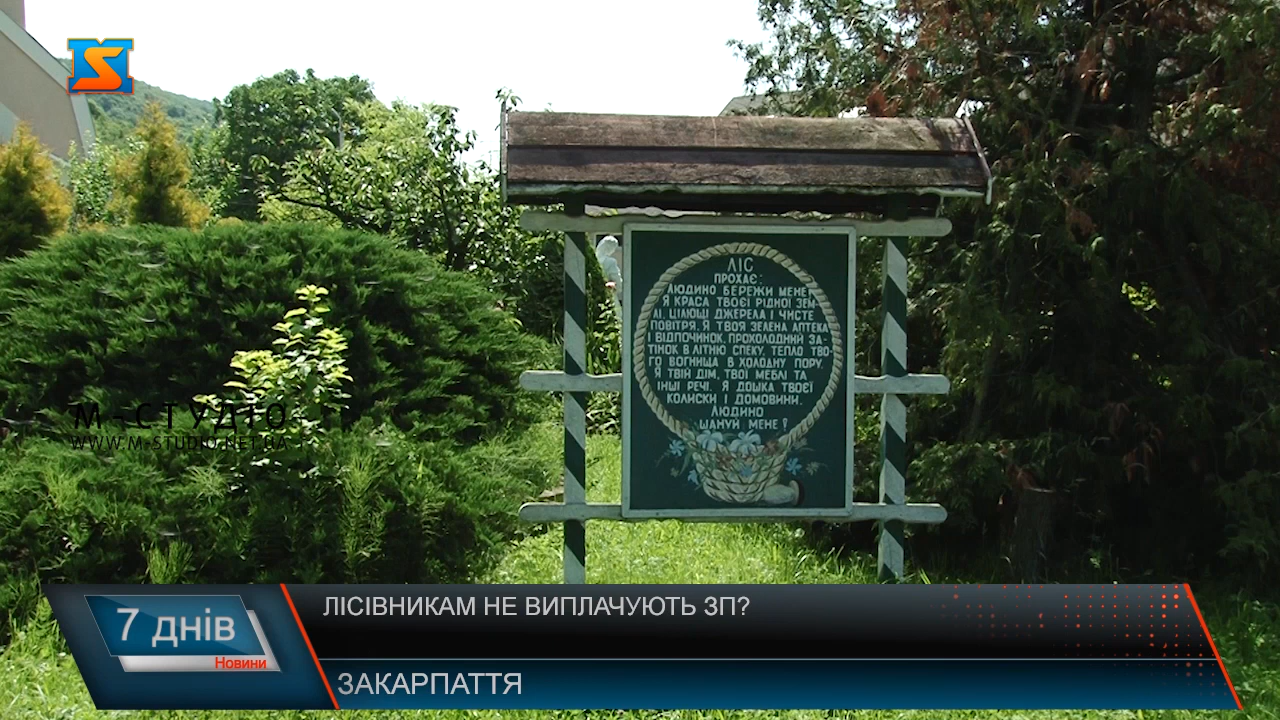 MS
ЛІС
ПРОХАЄ:
ЛЮДИНО БЕРЕЖИ МЕНЕ
Я КРАСА ТВОЄЇ РІДНОЇ ЗЕМ-
ЛІ, ЦІЛЮЩІ ДЖЕРЕЛА І ЧИСТЕ
ПОВІТРЯ. Я ТВОЯ ЗЕЛЕНА АПТЕКА
І ВІДПОЧИНОК, ПРОХОЛОДНИЙ ЗА-
ТІНОК В ЛІТНЮ СПЕКУ, ТЕПЛО ТВО-
ГО ВОГНИЩА В ХОЛОДНУ ПОРУ.
Я ТВІЙ ДІМ, ТВОЇ МЕБЛІ ТА
ІНШІ РЕЧІ. Я ДОШКА ТВОЄЇ
КОЛИСКИ І ДОМОВИНИ.
ЛЮДИНО
ШАНУЙ МЕНЕ!
М-СТУДІО
WWW.M-STUDIO.NET.UA
7 днів
Новини
ЛІСІВНИКАМ НЕ ВИПЛАЧУЮТЬ ЗП?
ЗАКАРПАТТЯ